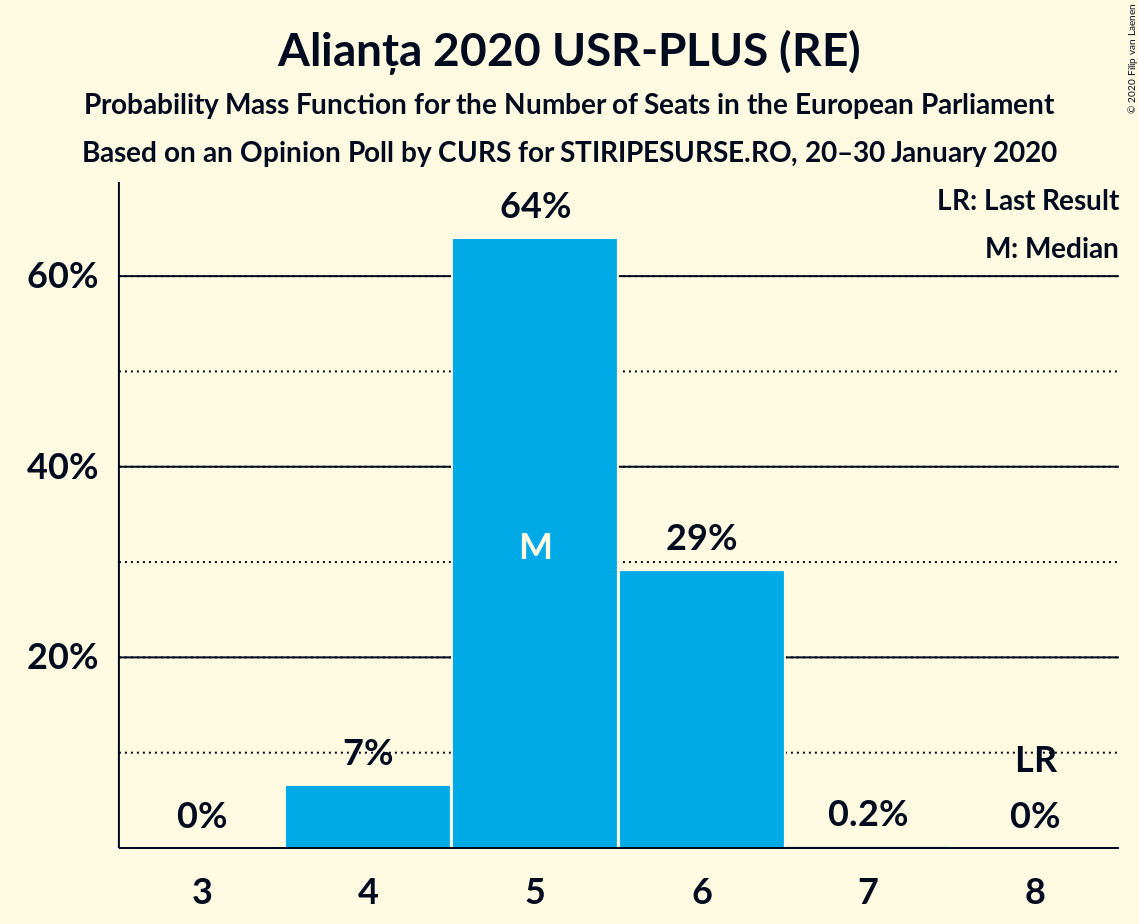 Alianța 2020 USR-PLUS (RE)
Probability Mass Function for the Number of Seats in the European Parliament
Based on an Opinion Poll by CURS for STIRIPESURSE.RO, 20–30 January 2020
© 2020 Filip van Laenen
LR: Last Result
M: Median
60%
40%
20%
0%
7%
64%
M
29%
0.2%
LR
0%
3 4 5 6 7 8